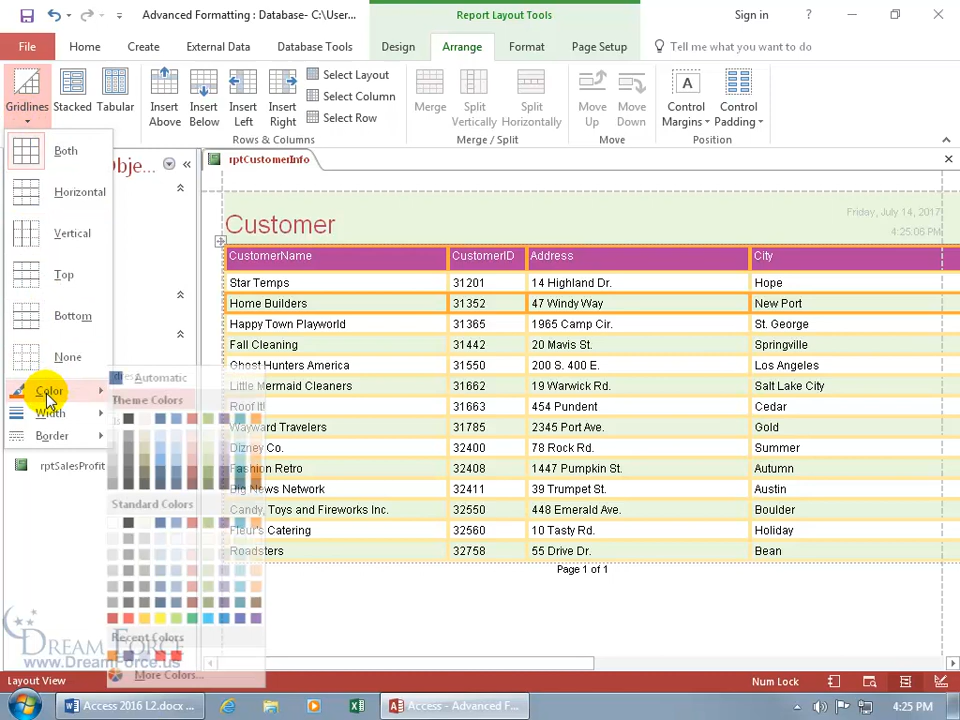 Advanced Formatting : Database- C:\User...
Report Layout Tools
Sign in
?
File
Home
Create
External Data
Database Tools
Design
Arrange
Format
Page Setup
Tell me what you want to do
Gridlines
Stacked
Tabular
Insert Above
Insert Below
Insert Left
Insert Right
Select Layout
Select Column
Select Row
Merge
Split Vertically
Split Horizontally
Move Up
Move Down
Control Margins
Control Padding
Rows & Columns
Merge / Split
Move
Position
Both
Horizontal
Vertical
Top
Bottom
None
Color
Width
Border
Obje...
rptSalesProfit
Automatic
Theme Colors
Standard Colors
Recent Colors
More Colors...
rptCustomerInfo
Customer
Friday, July 14, 2017
4:25:06 PM
CustomerName CustomerID Address City
Star Temps 31201 14 Highland Dr. Hope
Home Builders 31352 47 Windy Way New Port
Happy Town Playworld 31365 1965 Camp Cir. St. George
Fall Cleaning 31442 20 Mavis St. Springville
Ghost Hunters America 31550 200 S. 400 E. Los Angeles
Little Mermaid Cleaners 31662 143 Warwick Rd. Salt Lake City
Roof It! 31663 454 Pundent Cedar
Wayward Travelers 31785 2345 Port Ave. Gold
Dizney Co. 32400 78 Rock Rd. Summer
Fashion Retro 32408 1447 Pumpkin St. Autumn
Big News Network 32411 39 Trumpet St. Austin
Candy, Toys and Fireworks Inc. 32550 448 Emerald Ave. Boulder
Fleur's Catering 32560 10 Tasty Rd. Holiday
Roadsters 32758 55 Drive Dr. Bean
Page 1 of 1
DREAM FORCE
www.DreamForce.us
Layout View
Num Lock
Access 2016 L2.docx ...
Access - Advanced F...
4:25 PM